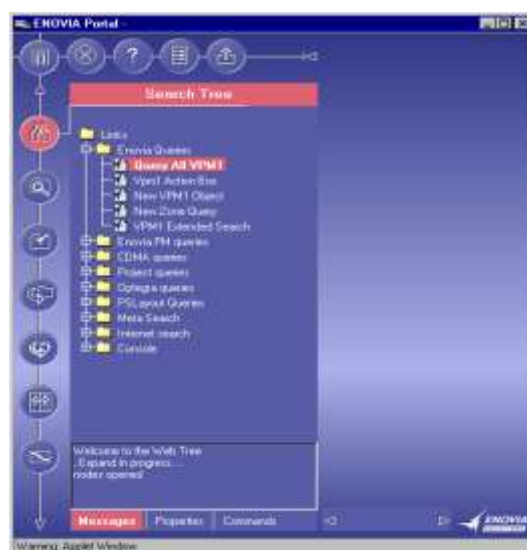 ENOVIA Portal -
?
Search Tree
Links
Enovia Queries
Query All VPM1
Vpm1 Action Box
New VPM1 Object
New Zone Query
VPM1 Extended Search
Enovia PM queries
CDMA queries
Project queries
Optegra queries
PSLayout Queries
Meta Search
Internet search
Console
Welcome to the Web Tree
Expand in progress...
nodes opened
Messages Properties Commands
ENOVIA
Warning: Applet Window